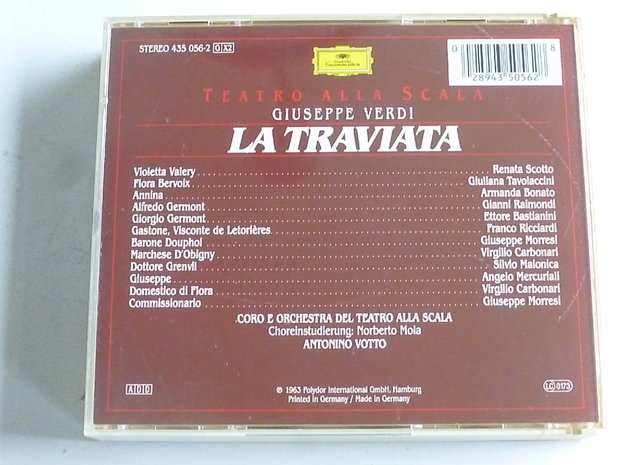 STEREO 435 056-2 G X2
Deutsche Grammophon
0 28943 50562 8
TEATRO ALLA SCALA
GIUSEPPE VERDI
LA TRAVIATA
Violetta Valery . . . Renata Scotto
Flora Bervoix . . . Giuliana Tavolaccini
Annina . . . Armanda Bonato
Alfredo Germont . . . Gianni Raimondi
Giorgio Germont . . . Ettore Bastianini
Gastone, Visconte de Letorières . . . Franco Ricciardi
Barone Douphol . . . Giuseppe Morresi
Marchese D'Obigny . . . Virgilio Carbonari
Dottore Grenvil . . . Silvio Maionica
Giuseppe . . . Angelo Mercuriali
Domestico di Flora . . . Virgilio Carbonari
Commissionario . . . Giuseppe Morresi
CORO E ORCHESTRA DEL TEATRO ALLA SCALA
Choreinstudierung: Norberto Mola
ANTONINO VOTTO
ADD
℗ 1963 Polydor International GmbH, Hamburg
Printed in Germany / Made in Germany
LC 0173